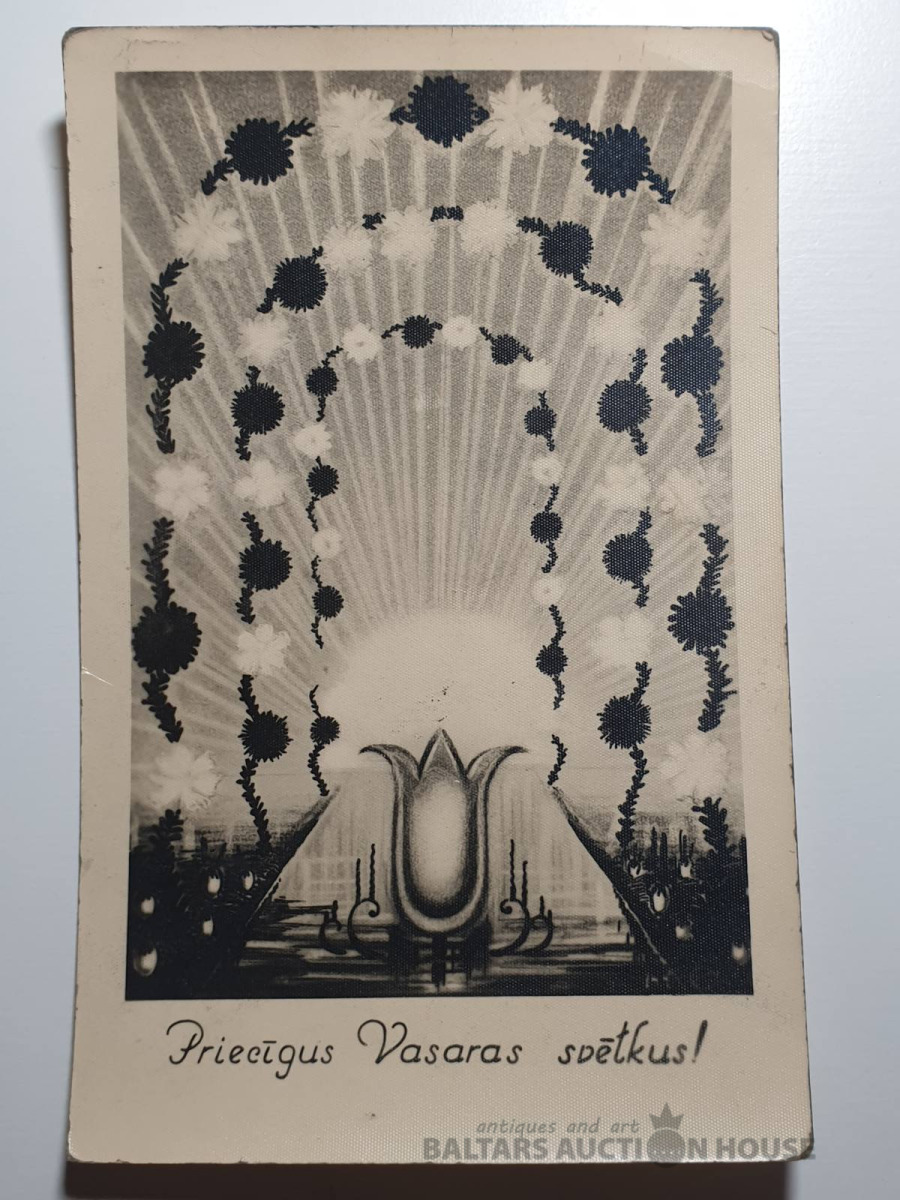 Priecīgus Vasaras svētkus!
antiques and art
BALTARS AUCTION HOUSE